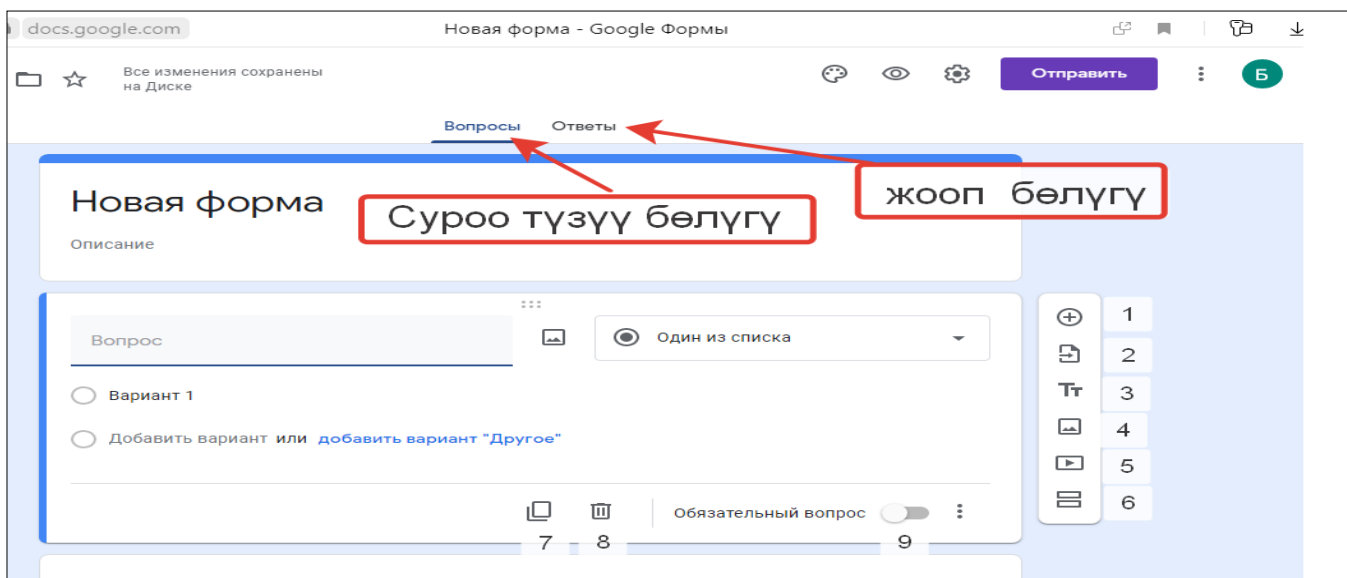 docs.google.com
Новая форма - Google Формы
Все изменения сохранены
на Диске
Отправить
Б
Вопросы
Ответы
Новая форма
Суроо түзүү бөлүгү
жооп бөлүгү
Описание
Вопрос
Один из списка
Вариант 1
Добавить вариант или добавить вариант "Другое"
Обязательный вопрос
1
2
Тт 3
4
5
6
7
8
9